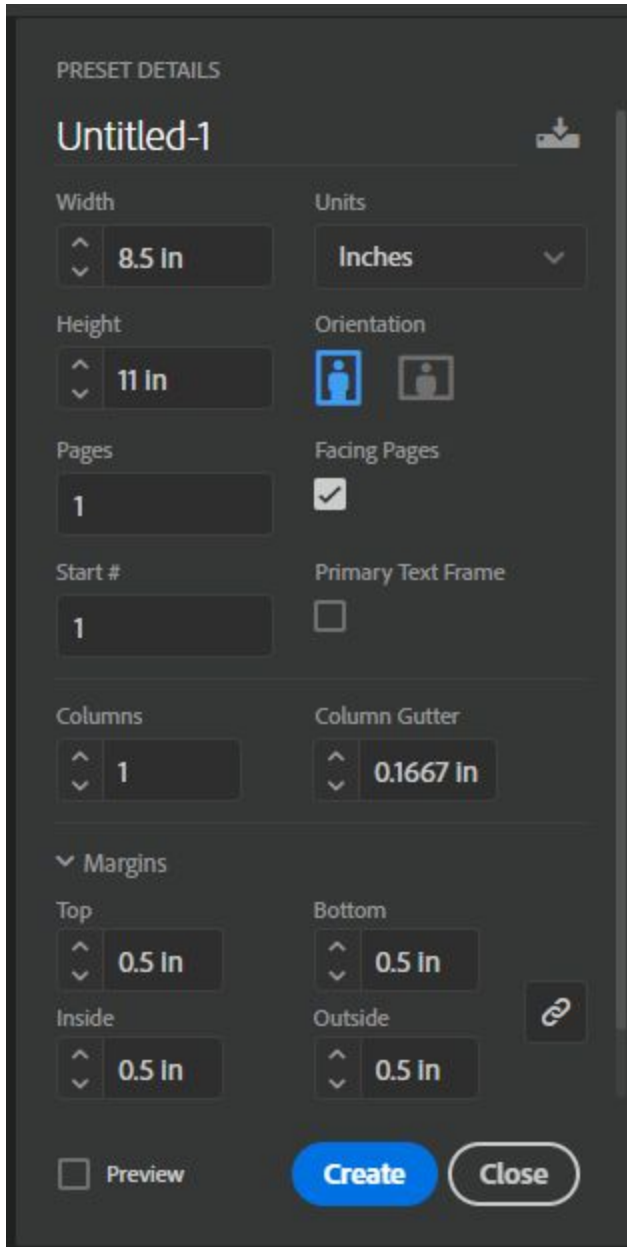 PRESET DETAILS
Untitled-1
Width Units
8.5 in Inches
Height Orientation
11 in
Pages Facing Pages
1
Start # Primary Text Frame
1
Columns Column Gutter
1 0.1667 in
Margins
Top Bottom
0.5 in 0.5 in
Inside Outside
0.5 in 0.5 in
Preview Create Close